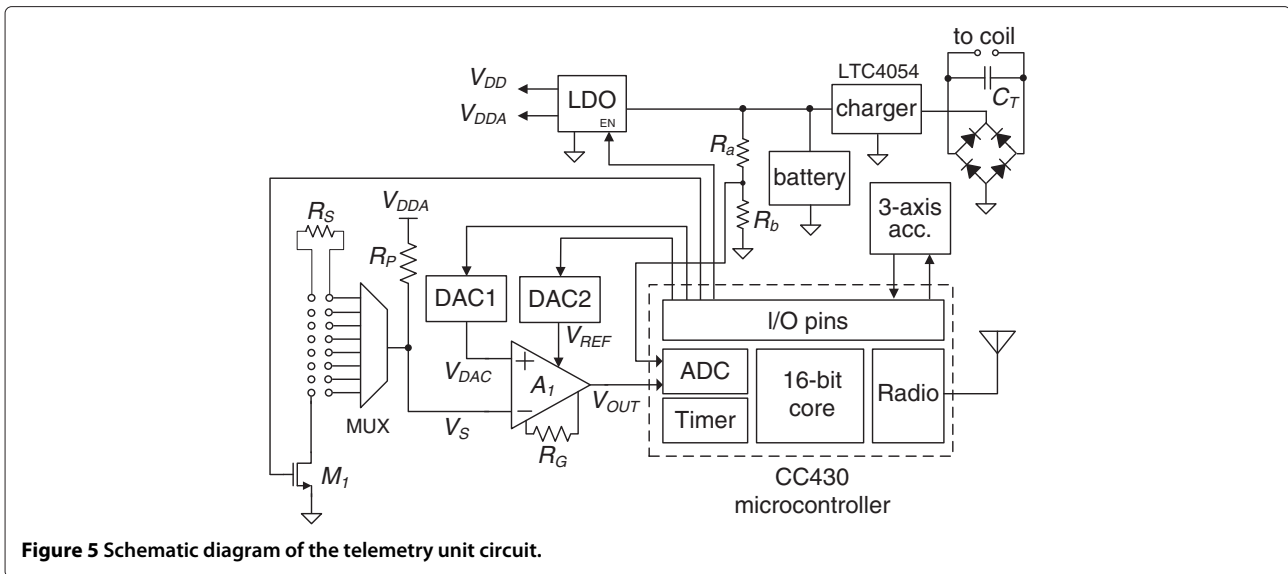 to coil
LTC4054
C_T
V_DD
V_DDA
LDO
EN
charger
R_a
R_b
battery
3-axis
acc.
V_DDA
R_S
R_P
DAC1
DAC2
V_REF
V_DAC
A_1
V_OUT
V_S
R_G
MUX
M_1
I/O pins
ADC
Timer
16-bit
core
Radio
CC430
microcontroller
Figure 5 Schematic diagram of the telemetry unit circuit.